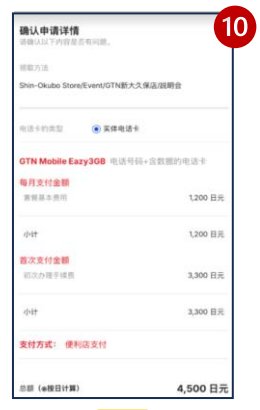 10
确认申请详情
请确认以下内容是否有问题。
领取方法
Shin-Okubo Store/Event/GTN新大久保店/説明会
电话卡的类型 实体电话卡
GTN Mobile Eazy3GB 电话号码+含数据的电话卡
每月支付金额
套餐基本费用 1,200 日元
小计 1,200 日元
首次支付金额
初次办理手续费 3,300 日元
小计 3,300 日元
支付方式： 便利店支付
总额（※按日计算） 4,500 日元